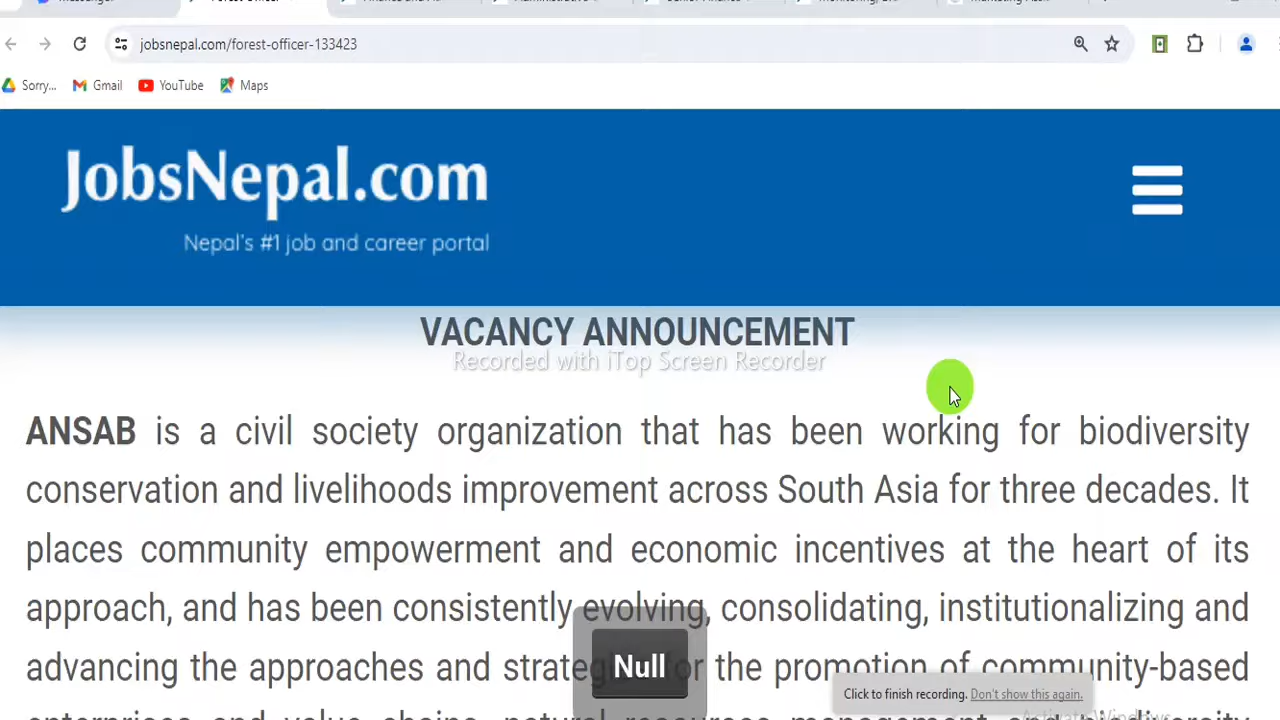 jobsnepal.com/forest-officer-133423
Sorry... Gmail YouTube Maps
JobsNepal.com
Nepal's #1 job and career portal
VACANCY ANNOUNCEMENT
Recorded with iTop Screen Recorder
ANSAB is a civil society organization that has been working for biodiversity
conservation and livelihoods improvement across South Asia for three decades. It
places community empowerment and economic incentives at the heart of its
approach, and has been consistently evolving, consolidating, institutionalizing and
advancing the approaches and for the promotion of community-based
Null
Click to finish recording. Don't show this again.